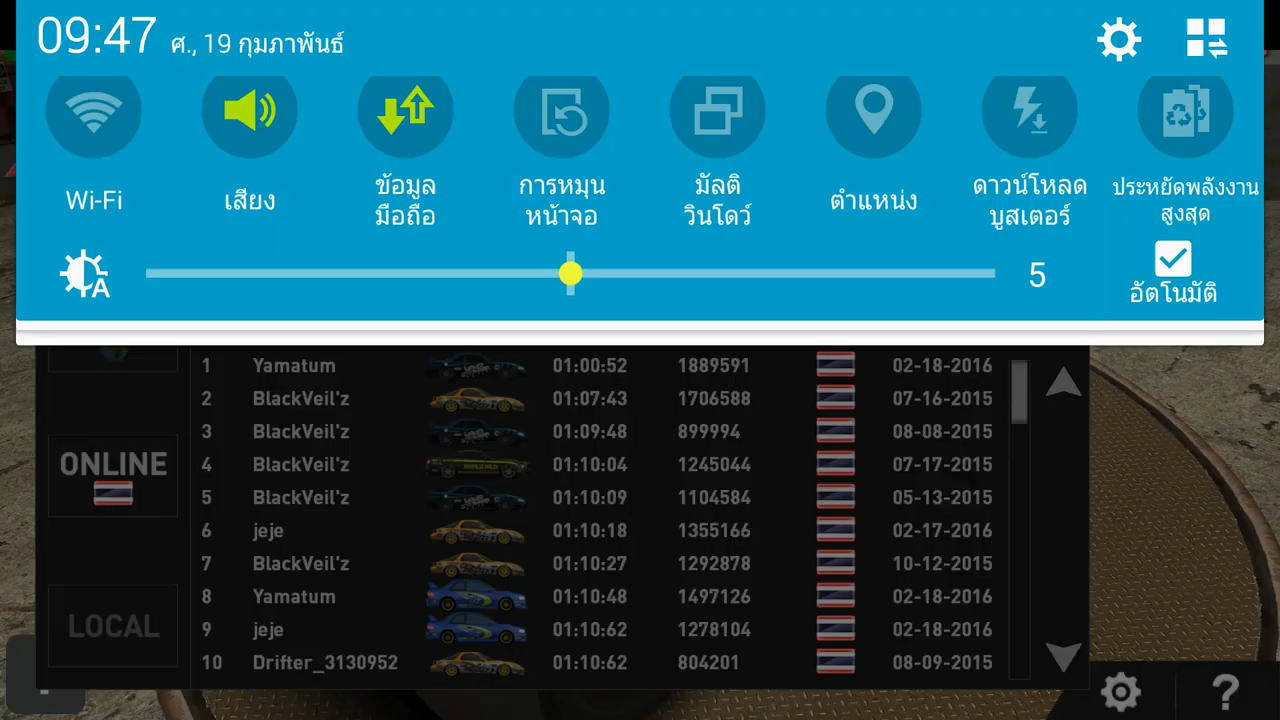 09:47 ศ., 19 กุมภาพันธ์
Wi-Fi
เสียง
ข้อมูล
มือถือ
การหมุน
หน้าจอ
มัลติ
วินโดว์
ตำแหน่ง
ดาวน์โหลด
บูสเตอร์
ประหยัดพลังงาน
สูงสุด
A
5
อัตโนมัติ
ONLINE
LOCAL
1 Yamatum 01:00:52 1889591 02-18-2016
2 BlackVeil'z 01:07:43 1706588 07-16-2015
3 BlackVeil'z 01:09:48 899994 08-08-2015
4 BlackVeil'z 01:10:04 1245044 07-17-2015
5 BlackVeil'z 01:10:09 1104584 05-13-2015
6 jeje 01:10:18 1355166 02-17-2016
7 BlackVeil'z 01:10:27 1292878 10-12-2015
8 Yamatum 01:10:48 1497126 02-18-2016
9 jeje 01:10:62 1278104 02-18-2016
10 Drifter_3130952 01:10:62 804201 08-09-2015
?